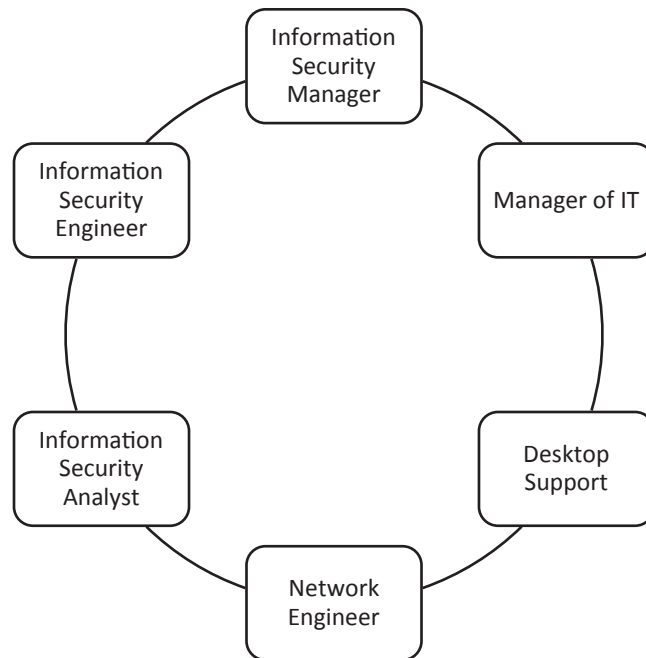 Information
Security
Manager
Information
Security
Engineer
Manager of IT
Information
Security
Analyst
Desktop
Support
Network
Engineer